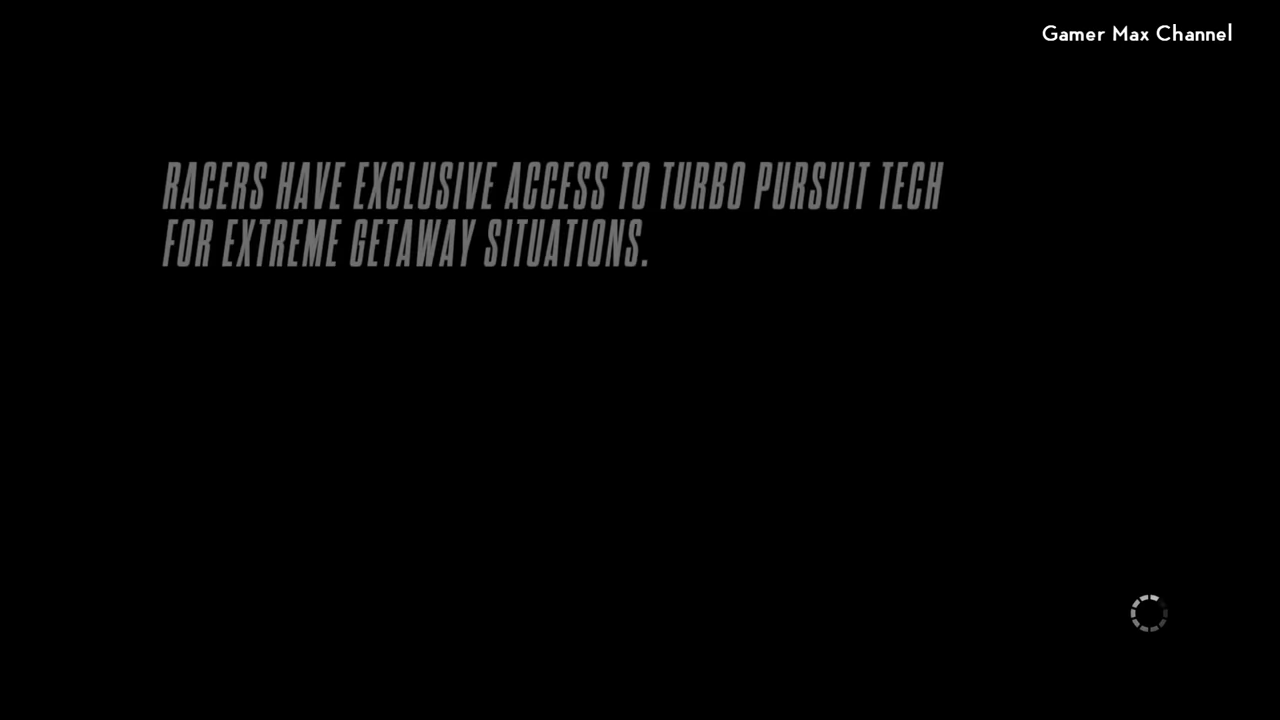 Gamer Max Channel
RACERS HAVE EXCLUSIVE ACCESS TO TURBO PURSUIT TECH
FOR EXTREME GETAWAY SITUATIONS.